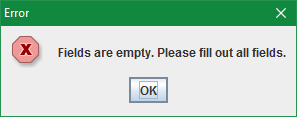 Error
Fields are empty. Please fill out all fields.
OK